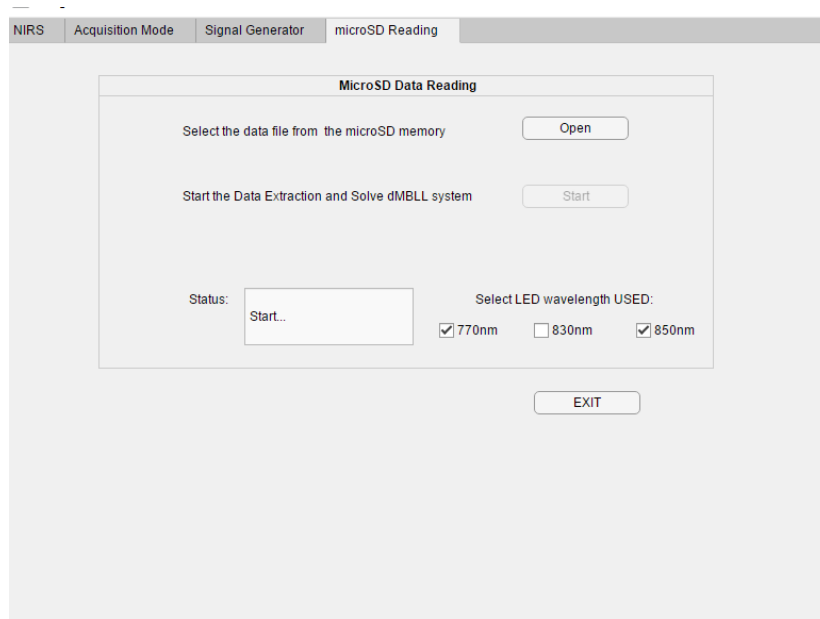 NIRS Acquisition Mode Signal Generator microSD Reading
MicroSD Data Reading
Select the data file from the microSD memory Open
Start the Data Extraction and Solve dMBLL system Start
Status: Select LED wavelength USED:
Start...
770nm 830nm 850nm
EXIT